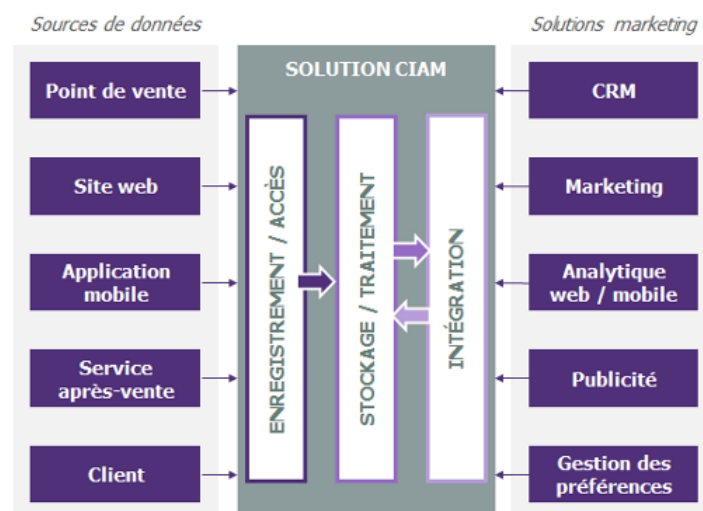 Sources de données
Solutions marketing
SOLUTION CIAM
Point de vente
Site web
Application
mobile
Service
après-vente
Client
ENREGISTREMENT / ACCÈS
STOCKAGE / TRAITEMENT
INTÉGRATION
CRM
Marketing
Analytique
web / mobile
Publicité
Gestion des
préférences